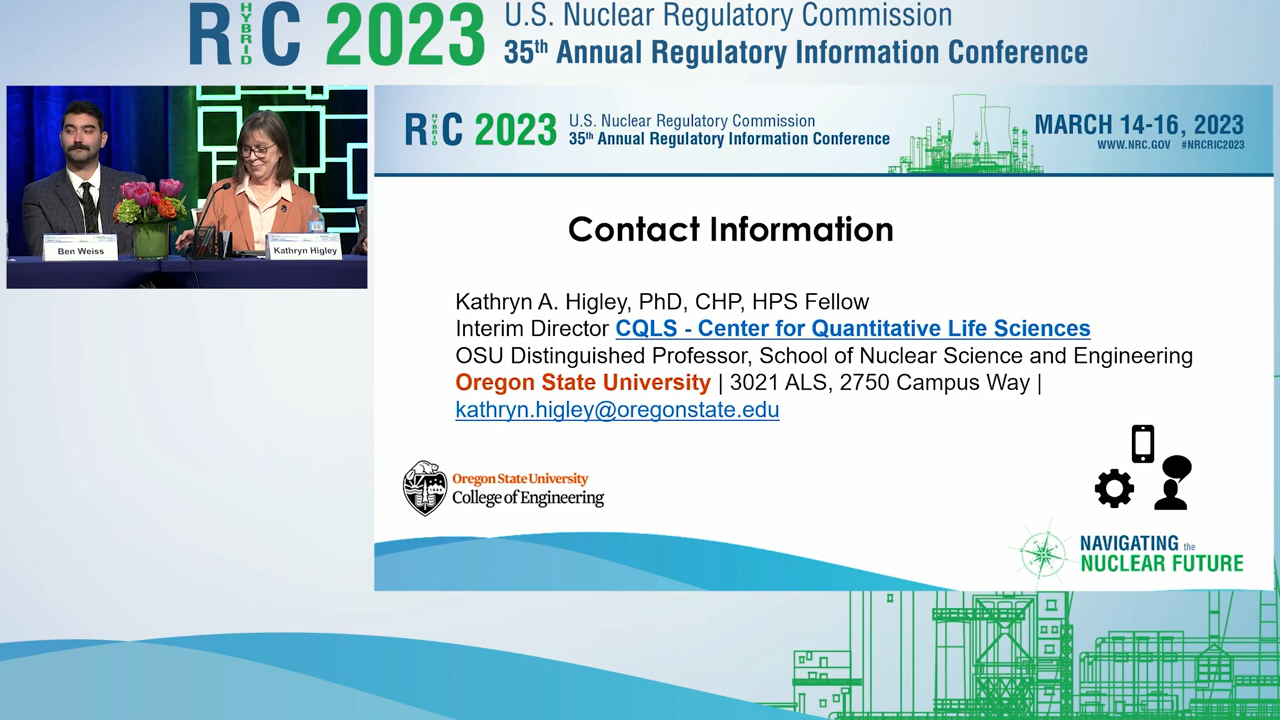 RIC 2023
HYBRID
U.S. Nuclear Regulatory Commission
35th Annual Regulatory Information Conference
RIC 2023
HYBRID
U.S. Nuclear Regulatory Commission
35th Annual Regulatory Information Conference
MARCH 14-16, 2023
WWW.NRC.GOV #NRCRIC2023
Ben Weiss
Kathryn Higley
Contact Information
Kathryn A. Higley, PhD, CHP, HPS Fellow
Interim Director CQLS - Center for Quantitative Life Sciences
OSU Distinguished Professor, School of Nuclear Science and Engineering
Oregon State University | 3021 ALS, 2750 Campus Way |
kathryn.higley@oregonstate.edu
Oregon State University
College of Engineering
NAVIGATING the
NUCLEAR FUTURE